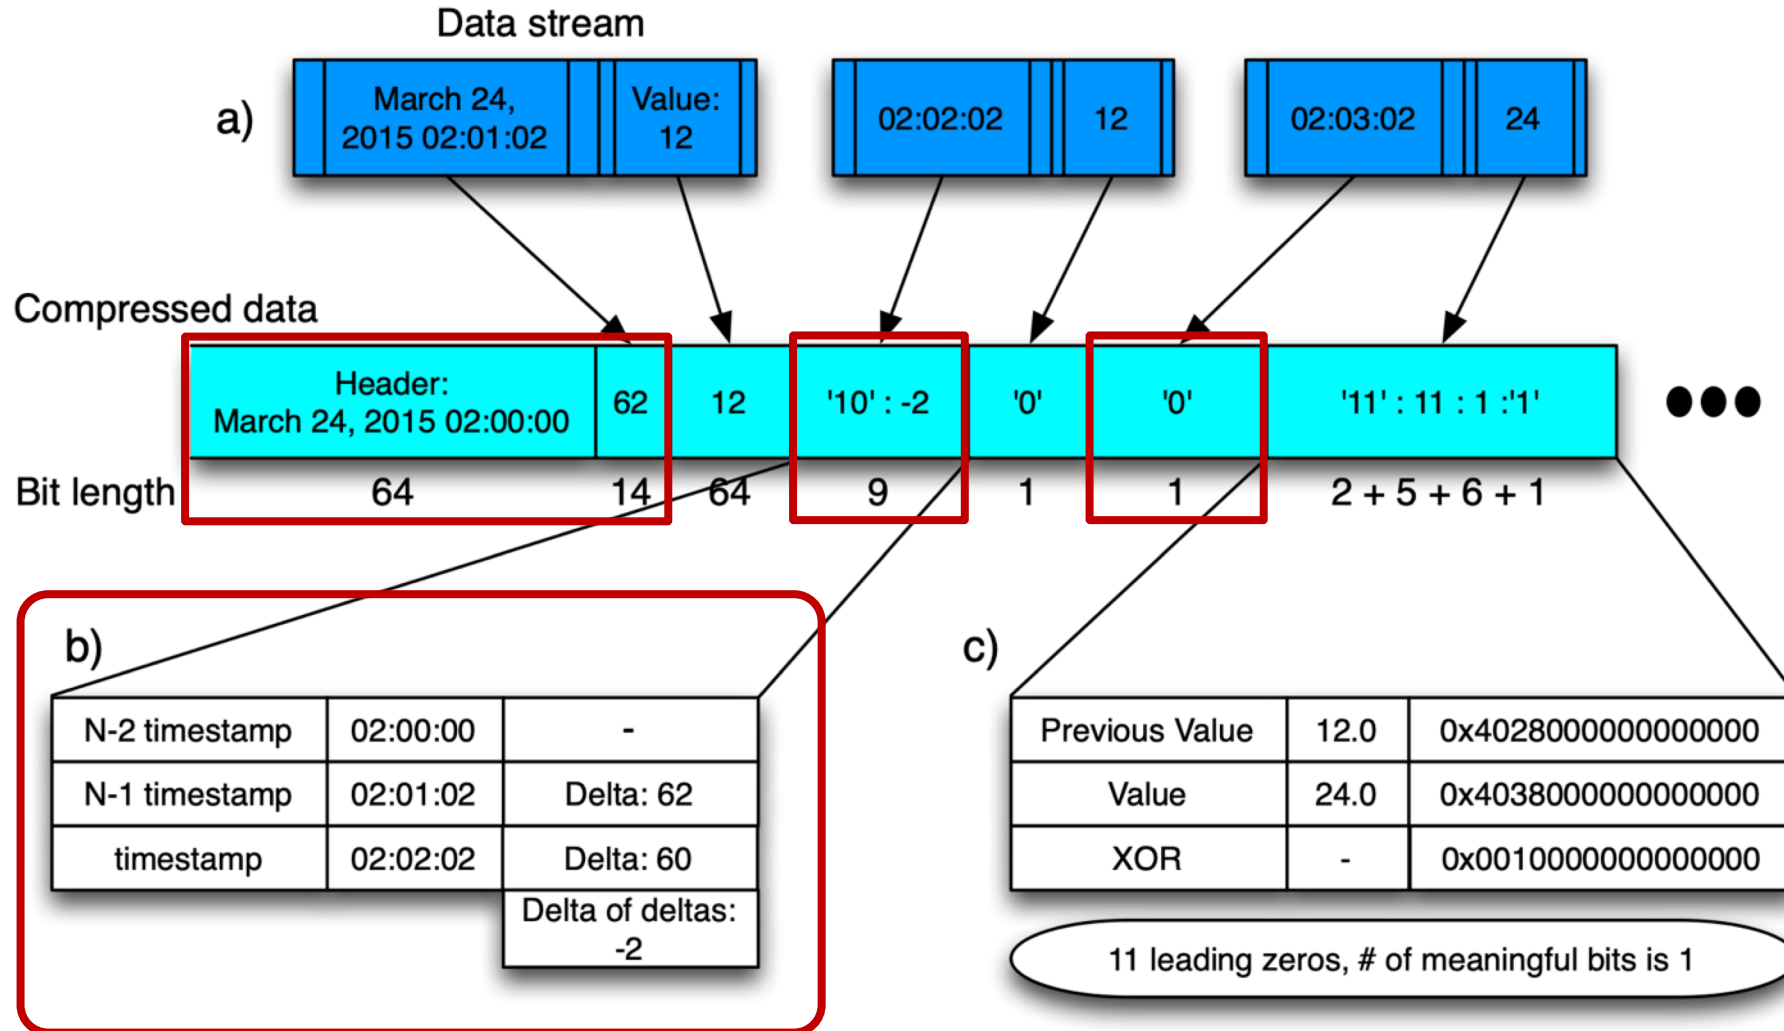 Data stream
a)
March 24,
2015 02:01:02
Value:
12
02:02:02
12
02:03:02
24
Compressed data
Header:
March 24, 2015 02:00:00
62
12
'10' : -2
'0'
'0'
'11' : 11 : 1 :'1'
Bit length
64
14
64
9
1
1
2 + 5 + 6 + 1
b)
N-2 timestamp 02:00:00 -
N-1 timestamp 02:01:02 Delta: 62
timestamp 02:02:02 Delta: 60
Delta of deltas:
-2
c)
Previous Value 12.0 0x4028000000000000
Value 24.0 0x4038000000000000
XOR - 0x0010000000000000
11 leading zeros, # of meaningful bits is 1